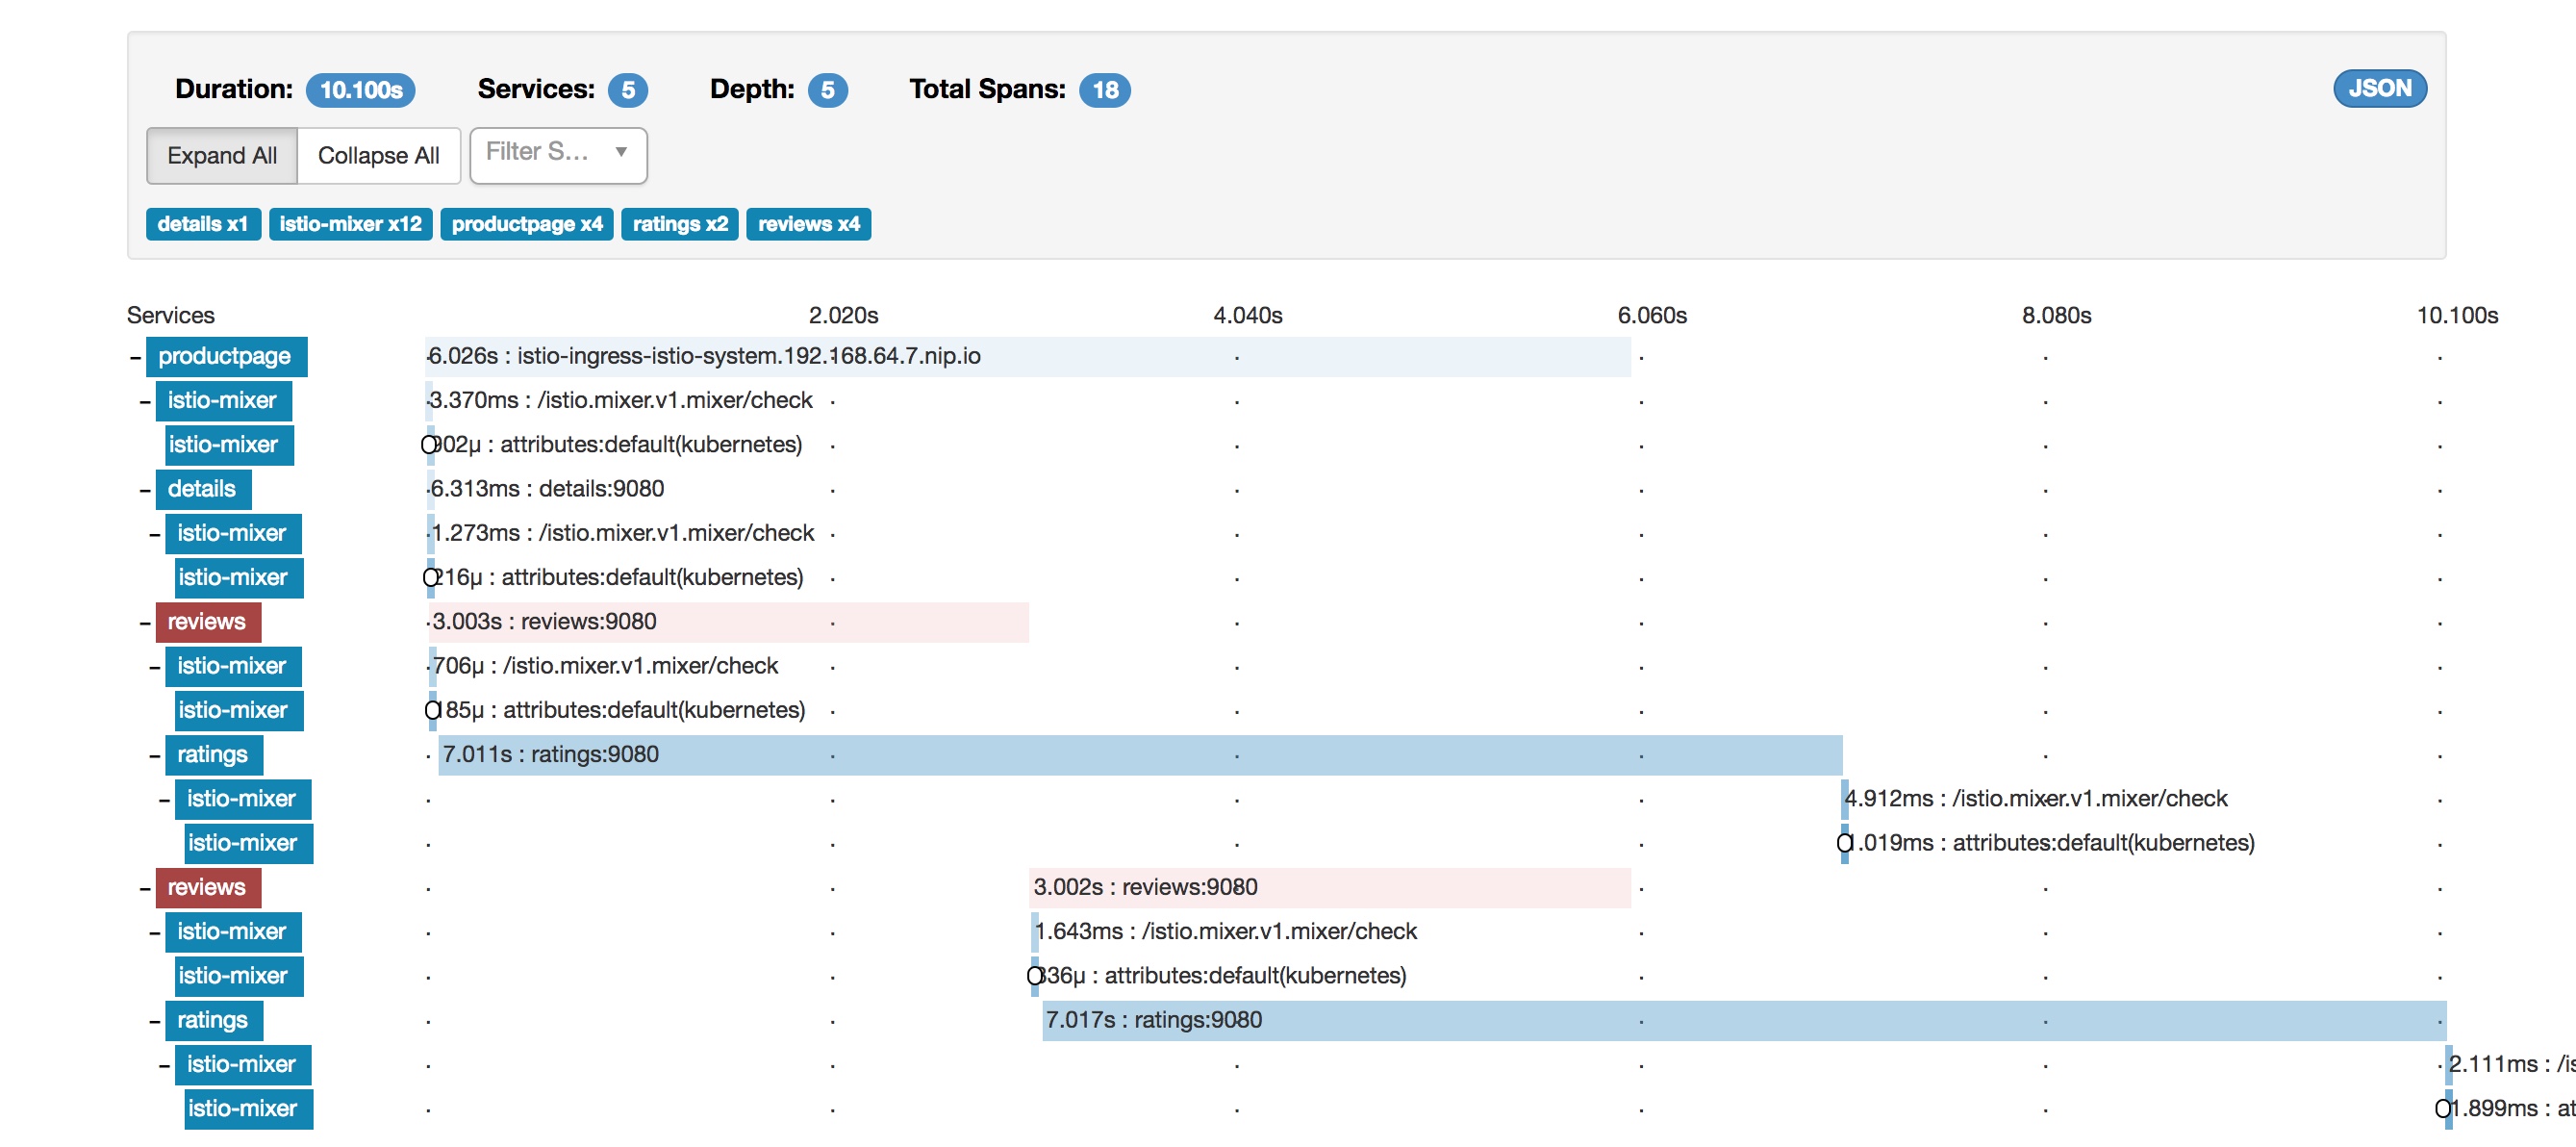 Duration: 10.100s Services: 5 Depth: 5 Total Spans: 18 JSON
Expand All Collapse All Filter S... ▼
details x1 istio-mixer x12 productpage x4 ratings x2 reviews x4
Services 2.020s 4.040s 6.060s 8.080s 10.100s
– productpage 6.026s : istio-ingress-istio-system.192.168.64.7.nip.io
– istio-mixer 3.370ms : /istio.mixer.v1.mixer/check
istio-mixer 902µ : attributes:default(kubernetes)
– details 6.313ms : details:9080
– istio-mixer 1.273ms : /istio.mixer.v1.mixer/check
istio-mixer 216µ : attributes:default(kubernetes)
– reviews 3.003s : reviews:9080
– istio-mixer 706µ : /istio.mixer.v1.mixer/check
istio-mixer 185µ : attributes:default(kubernetes)
– ratings 7.011s : ratings:9080
– istio-mixer 4.912ms : /istio.mixer.v1.mixer/check
istio-mixer 1.019ms : attributes:default(kubernetes)
– reviews 3.002s : reviews:9080
– istio-mixer 1.643ms : /istio.mixer.v1.mixer/check
istio-mixer 336µ : attributes:default(kubernetes)
– ratings 7.017s : ratings:9080
– istio-mixer 2.111ms : /is
istio-mixer 1.899ms : at